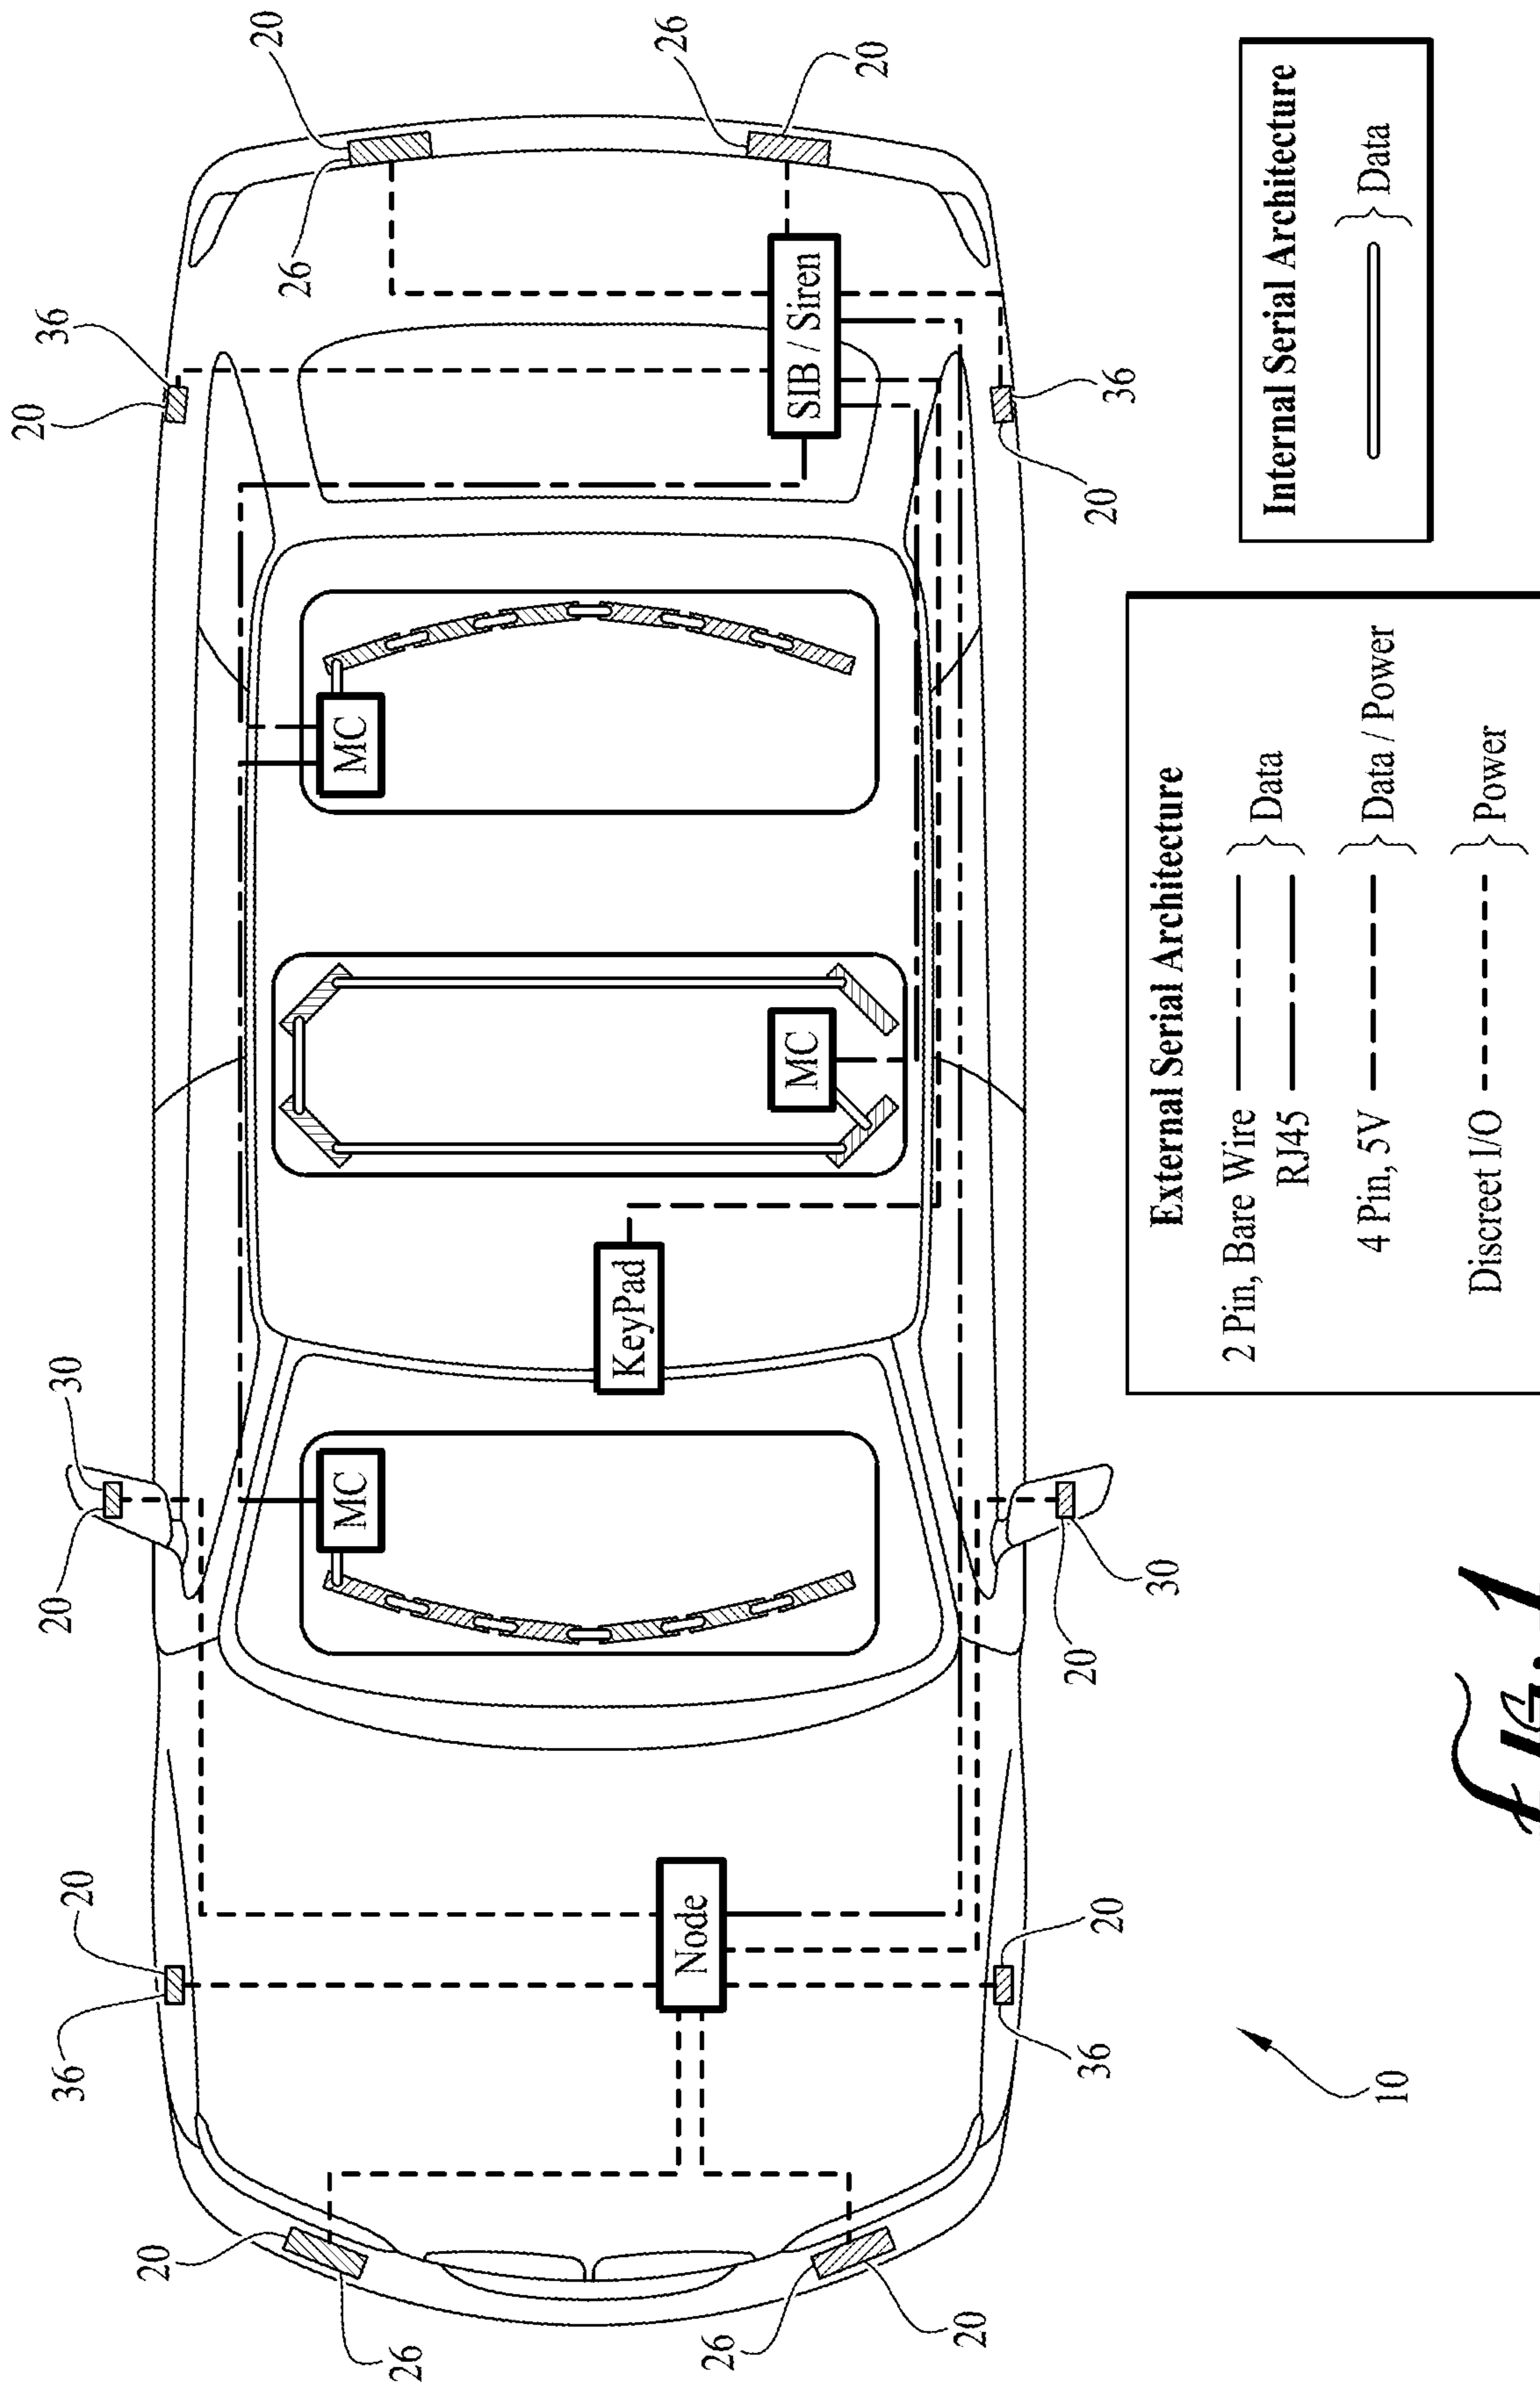 20
36
20
30
36
20
20
20
26
MC
MC
26
KeyPad
Node
26
26
MC
SIB / Siren
20
20
20
36
20
20
36
30
External Serial Architecture
2 Pin, Bare Wire
RJ45
Data
4 Pin, 5V
Data / Power
Discreet I/O
Power
Internal Serial Architecture
Data
10
Fig. 1